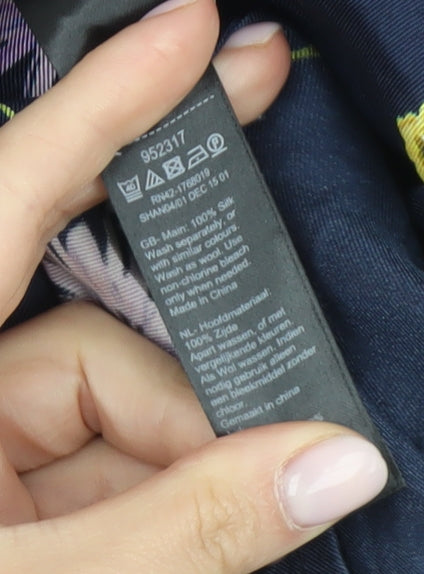 952317
40 P
RN42-1768019
SHAN04/01 DEC 15 01
GB- Main: 100% Silk
Wash separately, or
with similar colours.
Wash as wool. Use
non-chlorine bleach
only when needed.
Made in China
NL- Hoofdmateriaal:
100% Zijde
Apart wassen, of met
vergelijkende kleuren.
Als Wol wassen. Indien
nodig gebruik alleen
een bleekmiddel zonder
chloor.
Gemaakt in china